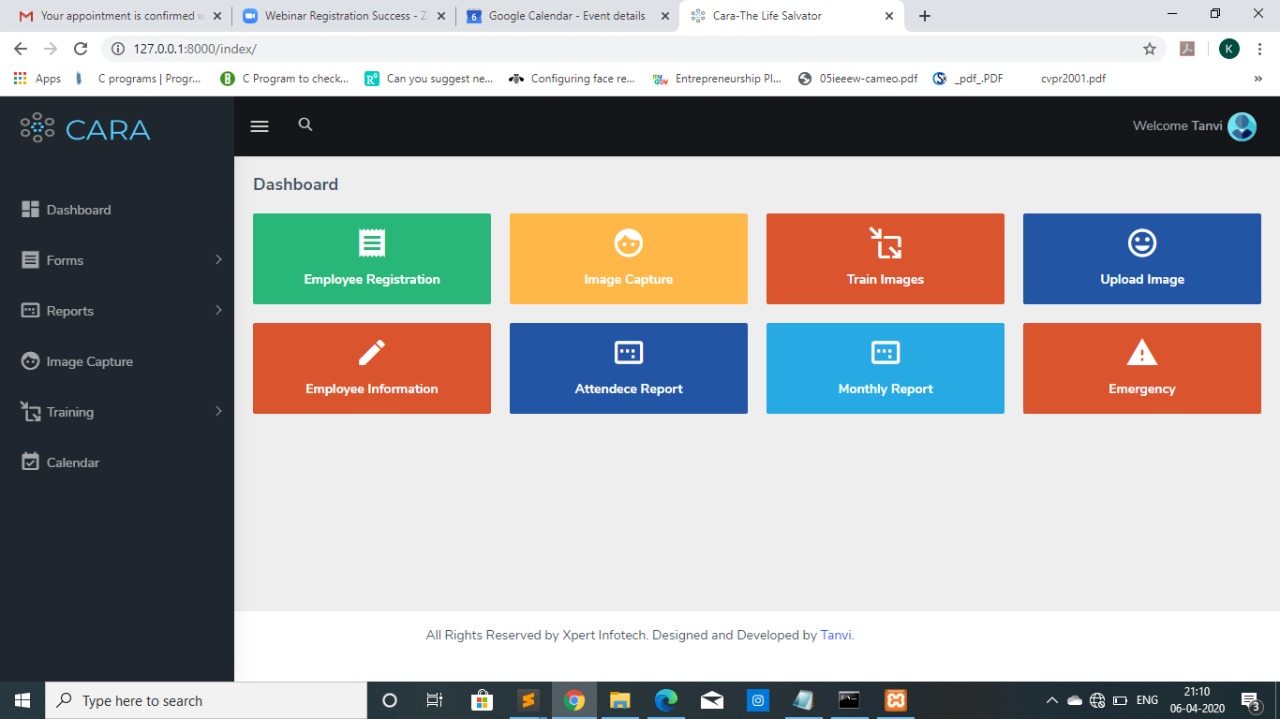 Your appointment is confirmed w
Webinar Registration Success - Z
Google Calendar - Event details
Cara-The Life Salvator
127.0.0.1:8000/index/
K
Apps
C programs | Progr...
C Program to check...
Can you suggest ne...
Configuring face re...
Entrepreneurship Pl...
05ieeew-cameo.pdf
_pdf_.PDF
cvpr2001.pdf
CARA
Welcome Tanvi
Dashboard
Dashboard
Forms
Reports
Image Capture
Training
Calendar
Employee Registration
Image Capture
Train Images
Upload Image
Employee Information
Attendece Report
Monthly Report
Emergency
All Rights Reserved by Xpert Infotech. Designed and Developed by Tanvi.
Type here to search
ENG
21:10
06-04-2020
3